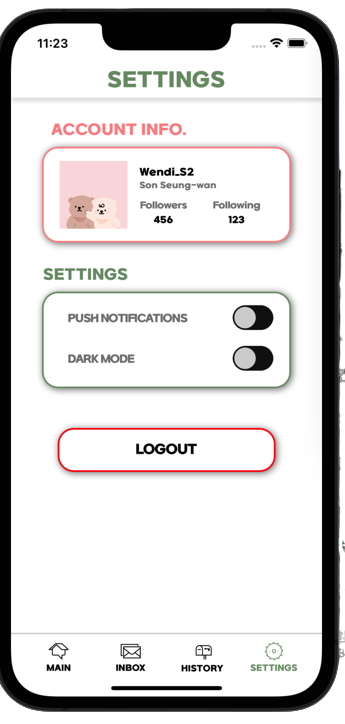 11:23
SETTINGS
ACCOUNT INFO.
Wendi_S2
Son Seung-wan
Followers Following
456 123
SETTINGS
PUSH NOTIFICATIONS
DARK MODE
LOGOUT
MAIN INBOX HISTORY SETTINGS